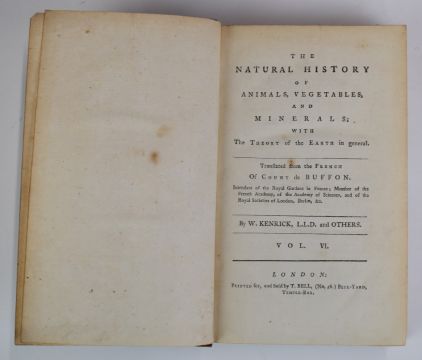 THE
NATURAL HISTORY
OF
ANIMALS, VEGETABLES,
AND
MINERALS;
WITH
The THEORY of the EARTH in general.
Translated from the FRENCH
Of COUNT de BUFFON.
Intendant of the Royal Gardens in France; Member of the
French Academy, of the Academy of Sciences, and of the
Royal Societies of London, Berlin, &c.
By W. KENRICK, L.L.D. and OTHERS.
VOL. VI.
LONDON:
PRINTED for, and Sold by T. BELL, (No. 26.) BELL-YARD,
TEMPLE-BAR.